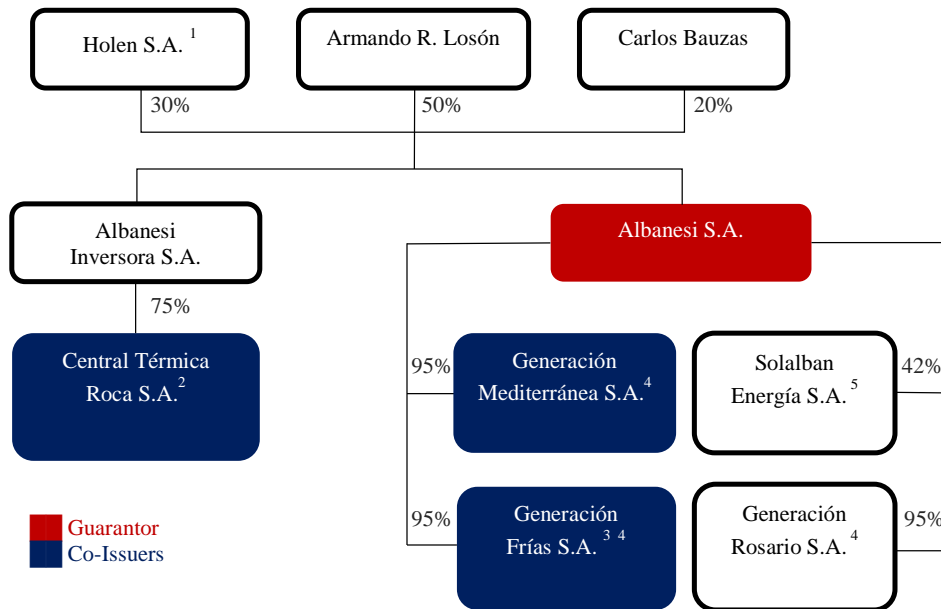 Holen S.A. 1
Armando R. Losón
Carlos Bauzas
30%
50%
20%
Albanesi
Inversora S.A.
Albanesi S.A.
75%
Central Térmica
Roca S.A.2
95%
Generación
Mediterránea S.A.4
Solalban
Energía S.A. 5
42%
95%
Generación
Frías S.A. 3 4
Generación
Rosario S.A. 4
95%
Guarantor
Co-Issuers